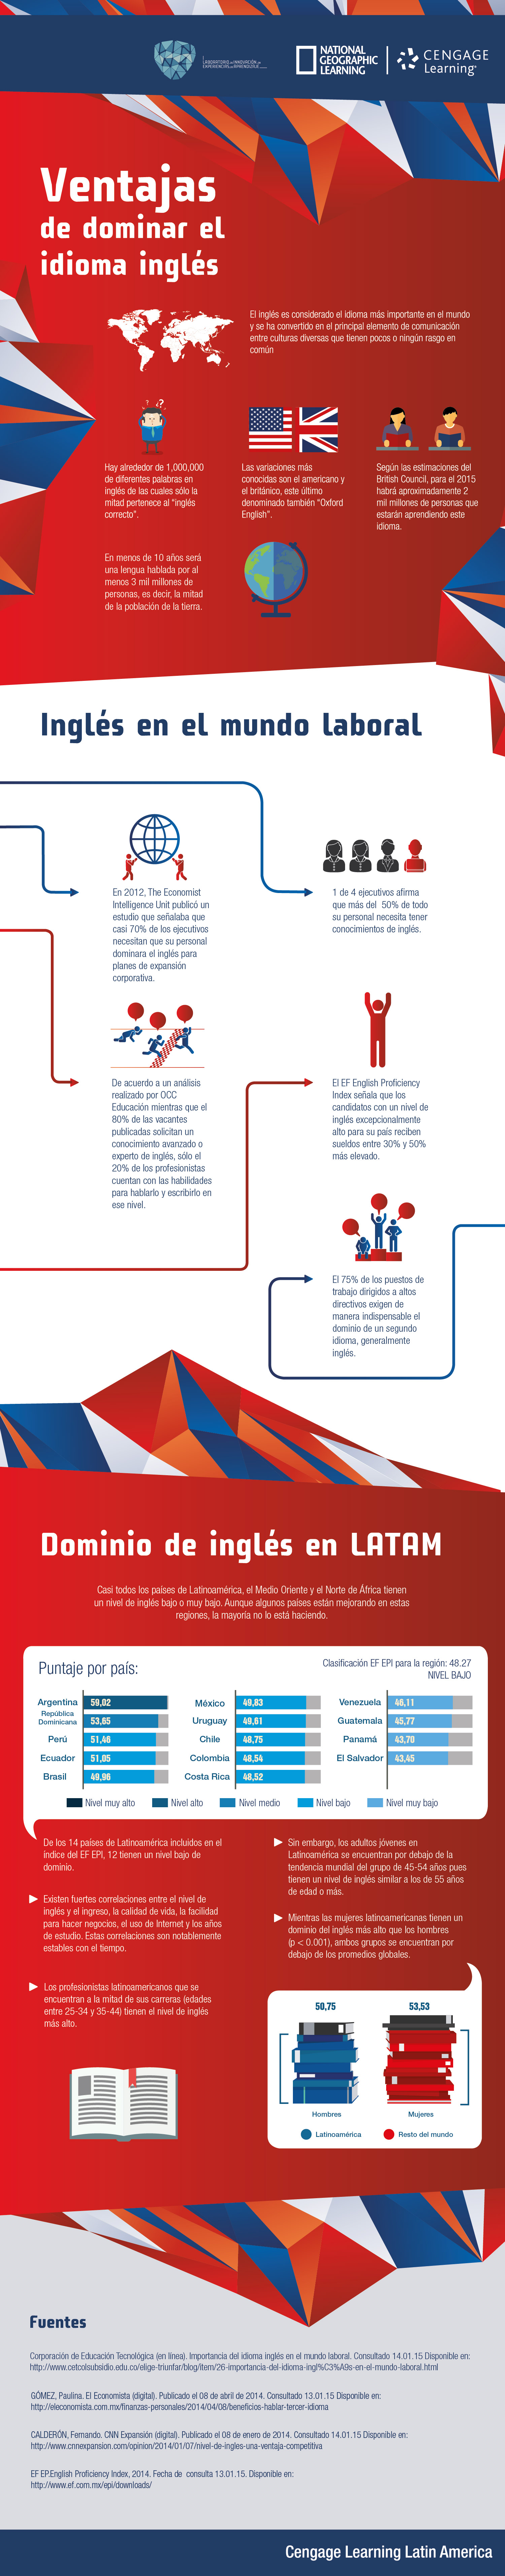 LABORATORIO DE INNOVACIÓN EN
EXPERIENCIAS DE APRENDIZAJE
NATIONAL
GEOGRAPHIC
LEARNING
CENGAGE
Learning
Ventajas
de dominar el
idioma inglés
El inglés es considerado el idioma más importante en el mundo
y se ha convertido en el principal elemento de comunicación
entre culturas diversas que tienen pocos o ningún rasgo en
común
? ?
Hay alrededor de 1,000,000
de diferentes palabras en
inglés de las cuales sólo la
mitad pertenece al "inglés
correcto".
Las variaciones más
conocidas son el americano y
el británico, este último
denominado también "Oxford
English".
Según las estimaciones del
British Council, para el 2015
habrá aproximadamente 2
mil millones de personas que
estarán aprendiendo este
idioma.
En menos de 10 años será
una lengua hablada por al
menos 3 mil millones de
personas, es decir, la mitad
de la población de la tierra.
Inglés en el mundo laboral
En 2012, The Economist
Intelligence Unit publicó un
estudio que señalaba que
casi 70% de los ejecutivos
necesitan que su personal
dominara el inglés para
planes de expansión
corporativa.
1 de 4 ejecutivos afirma
que más del 50% de todo
su personal necesita tener
conocimientos de inglés.
De acuerdo a un análisis
realizado por OCC
Educación mientras que el
80% de las vacantes
publicadas solicitan un
conocimiento avanzado o
experto de inglés, sólo el
20% de los profesionistas
cuentan con las habilidades
para hablarlo y escribirlo en
ese nivel.
El EF English Proficiency
Index señala que los
candidatos con un nivel de
inglés excepcionalmente
alto para su país reciben
sueldos entre 30% y 50%
más elevado.
El 75% de los puestos de
trabajo dirigidos a altos
directivos exigen de
manera indispensable el
dominio de un segundo
idioma, generalmente
inglés.
Dominio de inglés en LATAM
Casi todos los países de Latinoamérica, el Medio Oriente y el Norte de África tienen
un nivel de inglés bajo o muy bajo. Aunque algunos países están mejorando en estas
regiones, la mayoría no lo está haciendo.
Puntaje por país:
Clasificación EF EPI para la región: 48.27
NIVEL BAJO
Argentina 59,02
República
Dominicana 53,65
Perú 51,46
Ecuador 51,05
Brasil 49,96
México 49,83
Uruguay 49,61
Chile 48,75
Colombia 48,54
Costa Rica 48,52
Venezuela 46,11
Guatemala 45,77
Panamá 43,70
El Salvador 43,45
Nivel muy alto Nivel alto Nivel medio Nivel bajo Nivel muy bajo
De los 14 países de Latinoamérica incluidos en el
índice del EF EPI, 12 tienen un nivel bajo de
dominio.
Existen fuertes correlaciones entre el nivel de
inglés y el ingreso, la calidad de vida, la facilidad
para hacer negocios, el uso de Internet y los años
de estudio. Estas correlaciones son notablemente
estables con el tiempo.
Los profesionistas latinoamericanos que se
encuentran a la mitad de sus carreras (edades
entre 25-34 y 35-44) tienen el nivel de inglés
más alto.
Sin embargo, los adultos jóvenes en
Latinoamérica se encuentran por debajo de la
tendencia mundial del grupo de 45-54 años pues
tienen un nivel de inglés similar a los de 55 años
de edad o más.
Mientras las mujeres latinoamericanas tienen un
dominio del inglés más alto que los hombres
(p < 0.001), ambos grupos se encuentran por
debajo de los promedios globales.
50,75 53,53
Hombres Mujeres
Latinoamérica Resto del mundo
Fuentes
Corporación de Educación Tecnológica (en línea). Importancia del idioma inglés en el mundo laboral. Consultado 14.01.15 Disponible en:
http://www.cetcolsubsidio.edu.co/elige-triunfar/blog/item/26-importancia-del-idioma-ingl%C3%A9s-en-el-mundo-laboral.html
GÓMEZ, Paulina. El Economista (digital). Publicado el 08 de abril de 2014. Consultado 13.01.15 Disponible en:
http://eleconomista.com.mx/finanzas-personales/2014/04/08/beneficios-hablar-tercer-idioma
CALDERÓN, Fernando. CNN Expansión (digital). Publicado el 08 de enero de 2014. Consultado 14.01.15 Disponible en:
http://www.cnnexpansion.com/opinion/2014/01/07/nivel-de-ingles-una-ventaja-competitiva
EF EP.English Proficiency Index, 2014. Fecha de consulta 13.01.15. Disponible en:
http://www.ef.com.mx/epi/downloads/
Cengage Learning Latin America